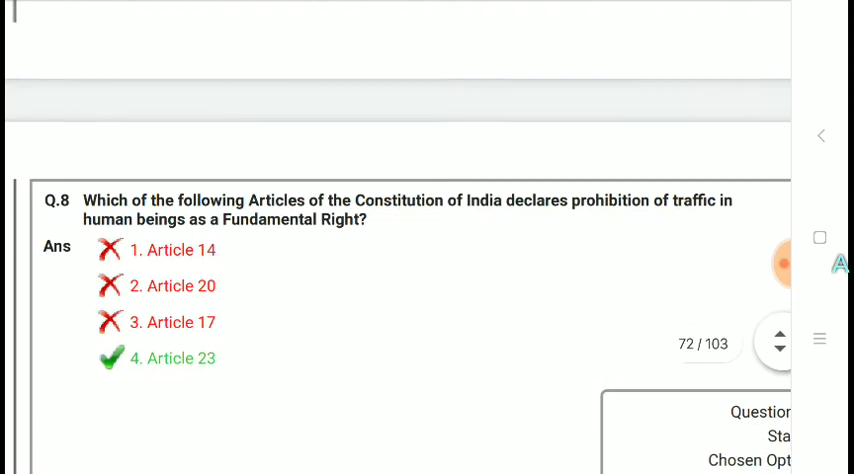 Q.8 Which of the following Articles of the Constitution of India declares prohibition of traffic in
human beings as a Fundamental Right?
Ans 1. Article 14
2. Article 20
3. Article 17
4. Article 23
72 / 103
Question
Sta
Chosen Opt
A